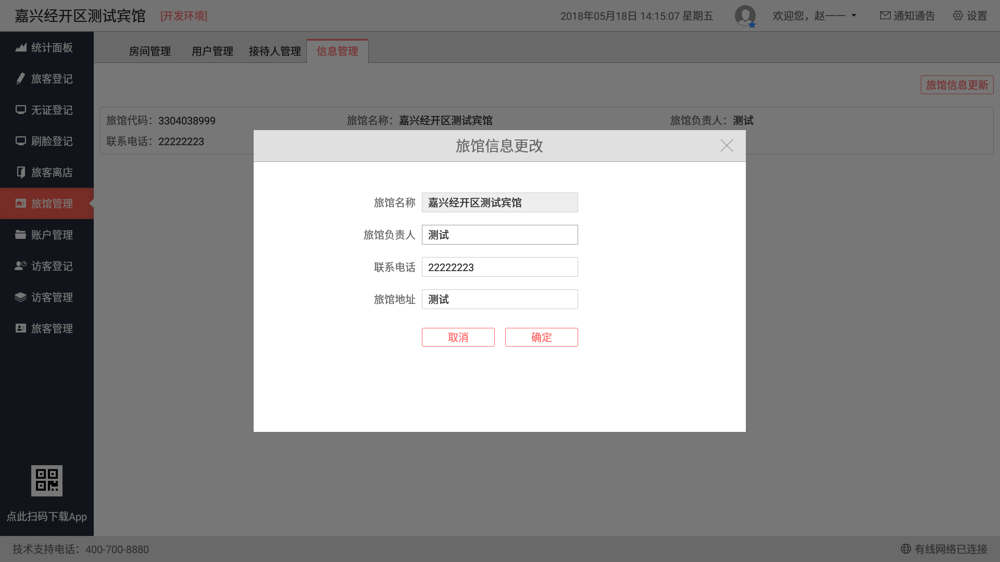 嘉兴经开区测试宾馆 [开发环境] 2018年05月18日 14:15:07 星期五 欢迎您，赵一一 通知通告 设置
统计面板
旅客登记
无证登记
刷脸登记
旅客离店
旅馆管理
账户管理
访客登记
访客管理
旅客管理
点此扫码下载App
房间管理 用户管理 接待人管理 信息管理
旅馆信息更新
旅馆代码：3304038999 旅馆名称：嘉兴经开区测试宾馆 旅馆负责人：测试
联系电话：22222223
旅馆信息更改
旅馆名称 嘉兴经开区测试宾馆
旅馆负责人 测试
联系电话 22222223
旅馆地址 测试
取消 确定
技术支持电话：400-700-8880 有线网络已连接